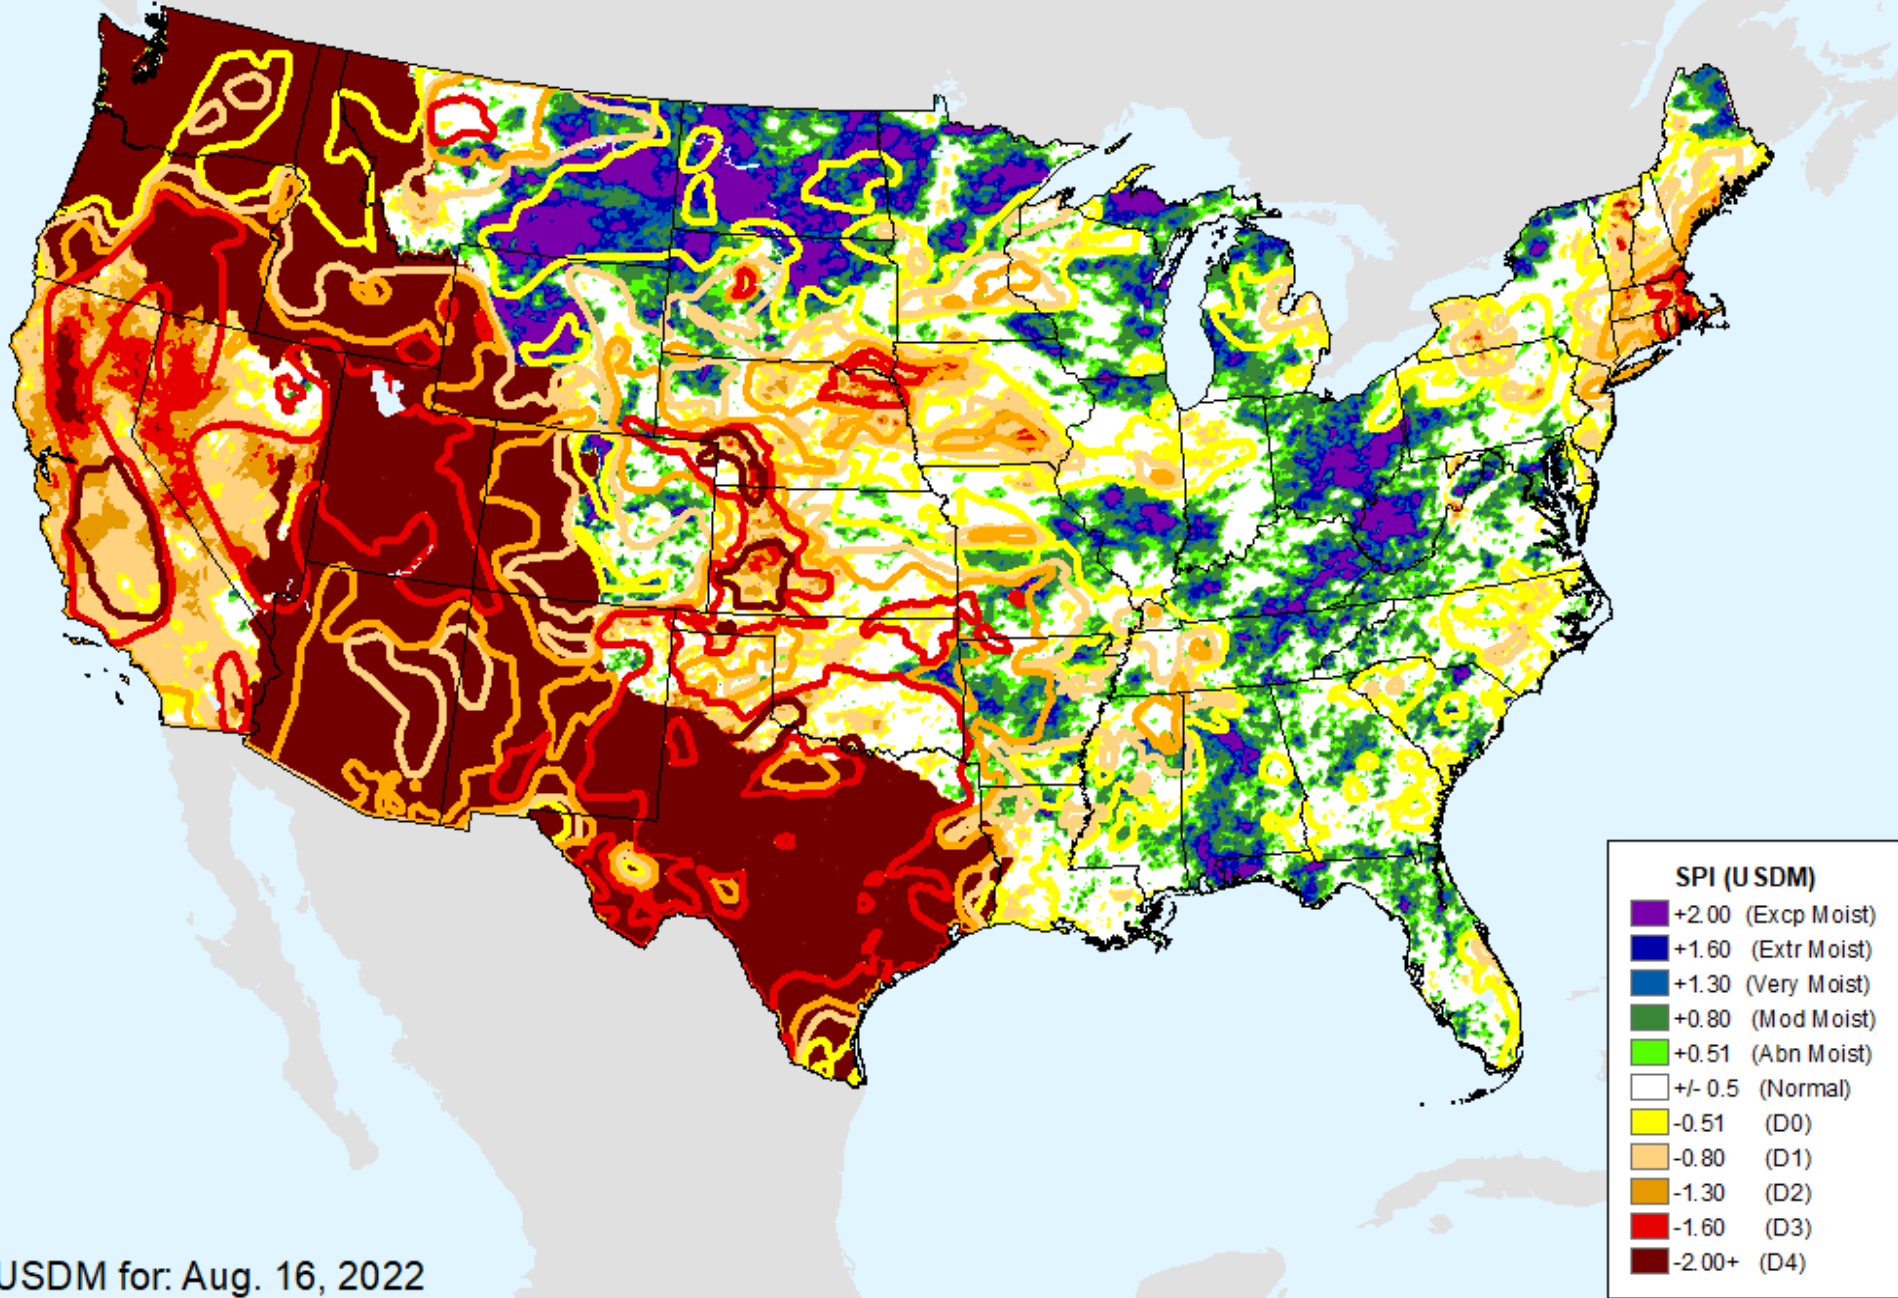 SPI (USDM)
+2.00 (Excp Moist)
+1.60 (Extr Moist)
+1.30 (Very Moist)
+0.80 (Mod Moist)
+0.51 (Abn Moist)
+/- 0.5 (Normal)
-0.51 (D0)
-0.80 (D1)
-1.30 (D2)
-1.60 (D3)
-2.00+ (D4)
USDM for: Aug. 16, 2022